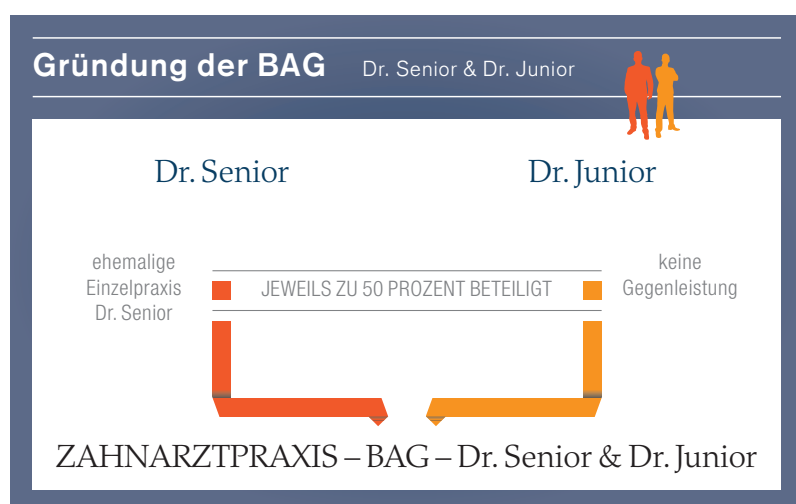 Gründung der BAG Dr. Senior & Dr. Junior
Dr. Senior
Dr. Junior
ehemalige
Einzelpraxis
Dr. Senior
JEWEILS ZU 50 PROZENT BETEILIGT
keine
Gegenleistung
ZAHNARZTPRAXIS – BAG – Dr. Senior & Dr. Junior